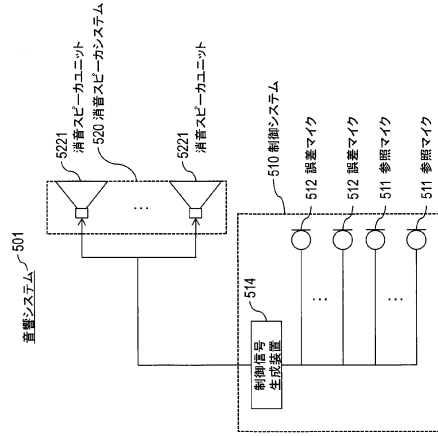 音響システム 501
5221
消音スピーカユニット
520 消音スピーカシステム
...
5221
消音スピーカユニット
510 制御システム
514
制御信号
生成装置
512 誤差マイク
...
512 誤差マイク
511 参照マイク
...
511 参照マイク